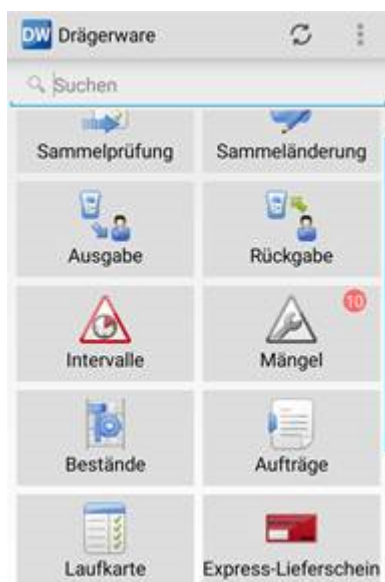 DW Drägerware
Suchen
Sammelprüfung
Sammeländerung
Ausgabe
Rückgabe
10
Intervalle
Mängel
Bestände
Aufträge
Laufkarte
Express-Lieferschein